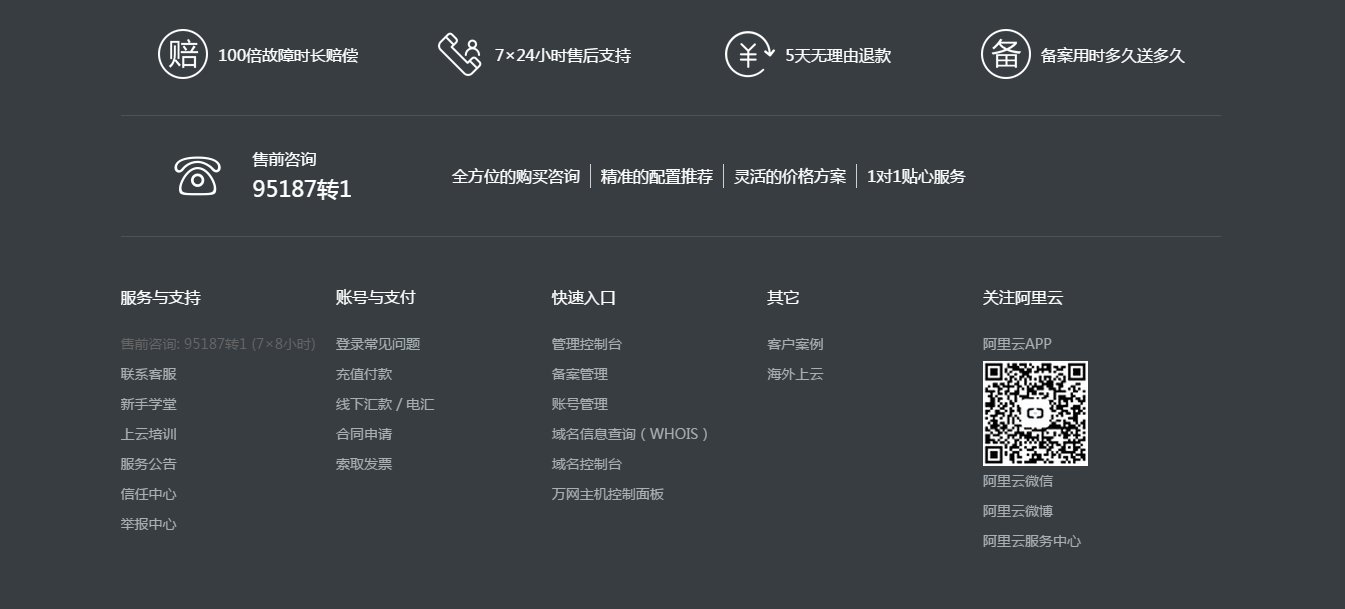 赔 100倍故障时长赔偿
7×24小时售后支持
¥ 5天无理由退款
备 备案用时多久送多久
售前咨询
95187转1
全方位的购买咨询
精准的配置推荐
灵活的价格方案
1对1贴心服务
服务与支持
售前咨询: 95187转1 (7×8小时)
联系客服
新手学堂
上云培训
服务公告
信任中心
举报中心
账号与支付
登录常见问题
充值付款
线下汇款 / 电汇
合同申请
索取发票
快速入口
管理控制台
备案管理
账号管理
域名信息查询 ( WHOIS )
域名控制台
万网主机控制面板
其它
客户案例
海外上云
关注阿里云
阿里云APP
阿里云微信
阿里云微博
阿里云服务中心